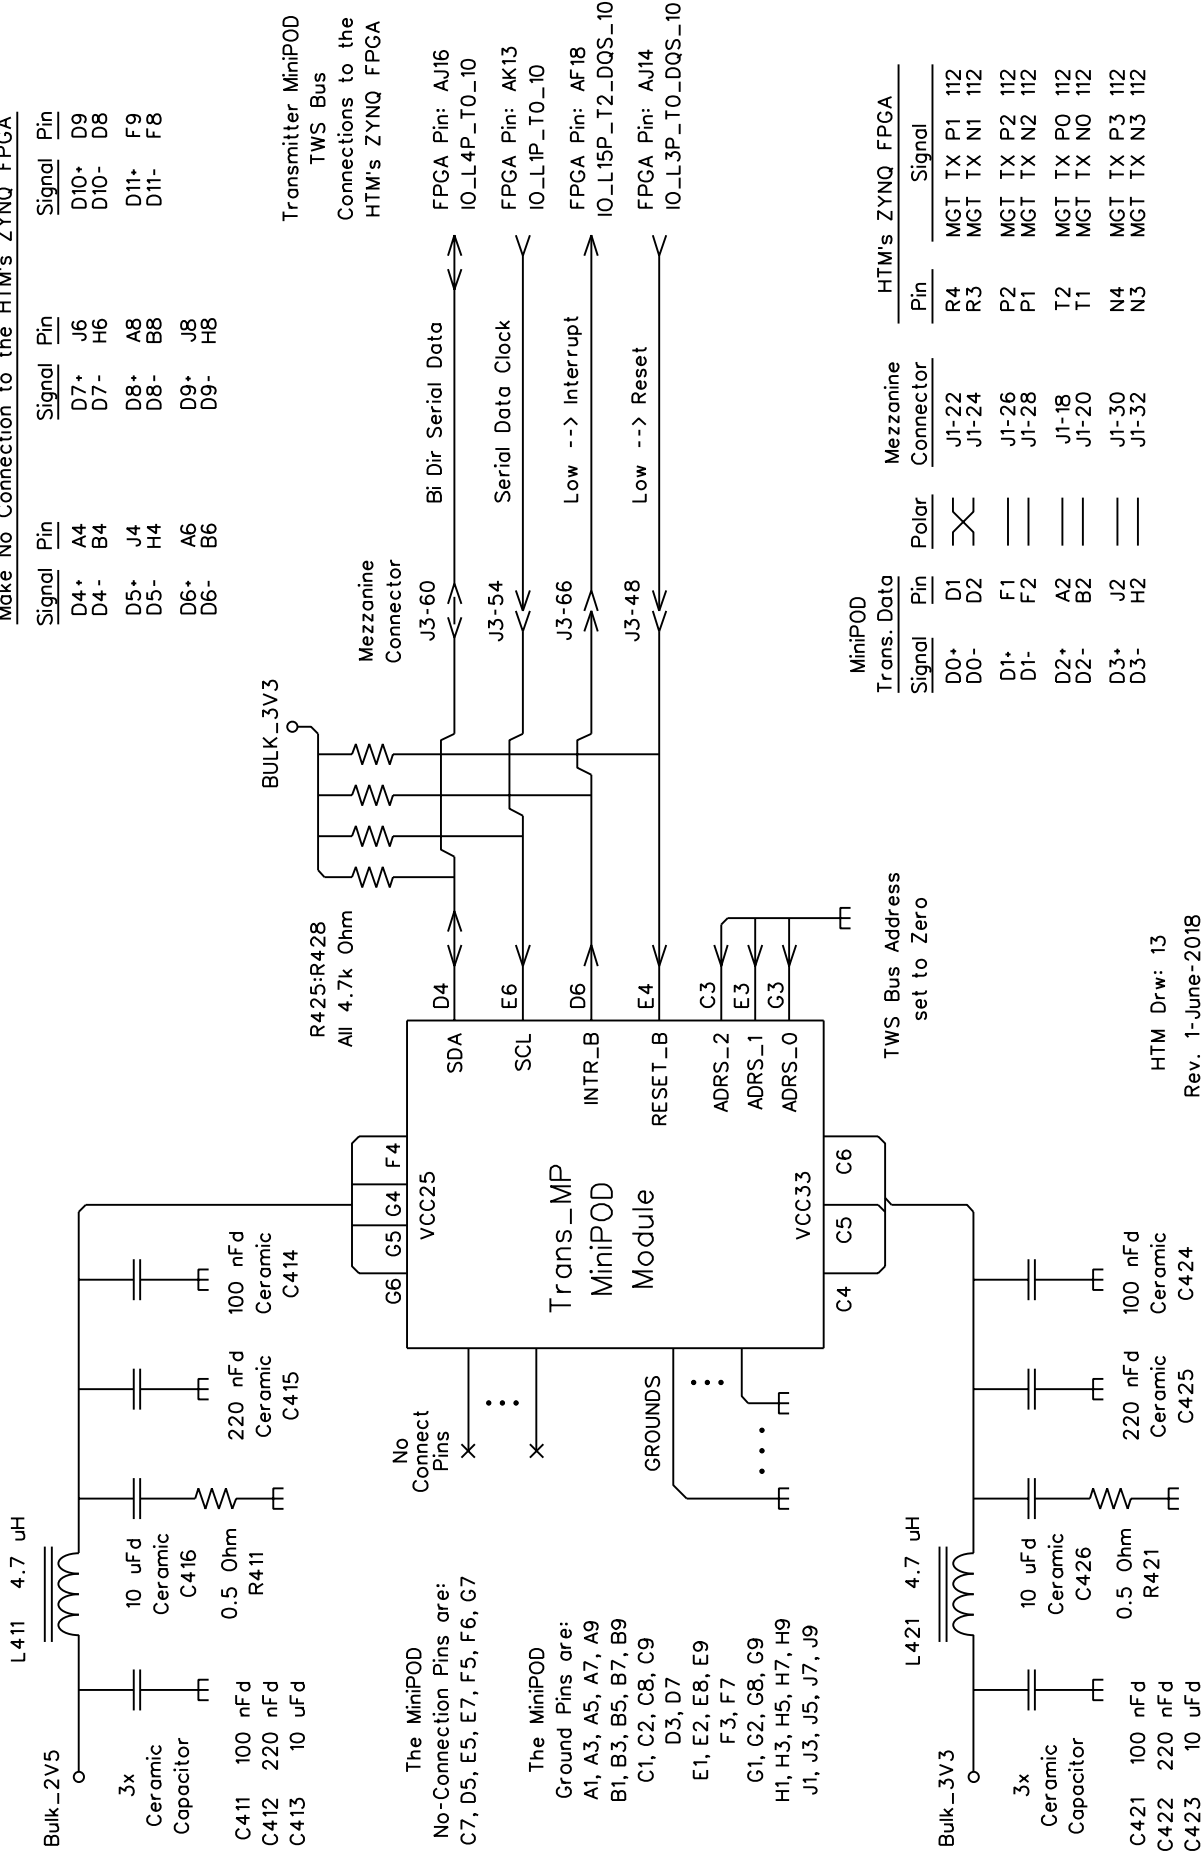 Make No Connection to the HTM's ZYNQ FPGA
Signal Pin Signal Pin Signal Pin
D4+ A4 D7+ J6 D10+ D9
D4- B4 D7- H6 D10- D8
D5+ J4 D8+ A8 D11+ F9
D5- H4 D8- B8 D11- F8
D6+ A6 D9+ J8
D6- B6 D9- H8
L411 4.7 uH
Bulk_2V5
3x
Ceramic
Capacitor
C411 100 nFd
C412 220 nFd
C413 10 uFd
10 uFd
Ceramic
C416
0.5 Ohm
R411
220 nFd
Ceramic
C415
100 nFd
Ceramic
C414
BULK_3V3
R425:R428
All 4.7k Ohm
Mezzanine
Connector
Transmitter MiniPOD
TWS Bus
Connections to the
HTM's ZYNQ FPGA
G6 G5 G4 F4
VCC25
Trans_MP
MiniPOD
Module
VCC33
C4 C5 C6
SDA D4
J3-60
Bi Dir Serial Data
FPGA Pin: AJ16
IO_L4P_T0_10
SCL E6
J3-54
Serial Data Clock
FPGA Pin: AK13
IO_L1P_T0_10
INTR_B D6
J3-66
Low --> Interrupt
FPGA Pin: AF18
IO_L15P_T2_DQS_10
RESET_B E4
J3-48
Low --> Reset
FPGA Pin: AJ14
IO_L3P_T0_DQS_10
ADRS_2 C3
ADRS_1 E3
ADRS_0 G3
TWS Bus Address
set to Zero
No
Connect
Pins
GROUNDS
The MiniPOD
No-Connection Pins are:
C7, D5, E5, E7, F5, F6, G7
The MiniPOD
Ground Pins are:
A1, A3, A5, A7, A9
B1, B3, B5, B7, B9
C1, C2, C8, C9
D3, D7
E1, E2, E8, E9
F3, F7
G1, G2, G8, G9
H1, H3, H5, H7, H9
J1, J3, J5, J7, J9
MiniPOD
Trans. Data
Mezzanine
HTM's ZYNQ FPGA
Signal Pin Polar Connector Pin Signal
D0+ D1 J1-22 R4 MGT TX P1 112
D0- D2 J1-24 R3 MGT TX N1 112
D1+ F1 J1-26 P2 MGT TX P2 112
D1- F2 J1-28 P1 MGT TX N2 112
D2+ A2 J1-18 T2 MGT TX P0 112
D2- B2 J1-20 T1 MGT TX N0 112
D3+ J2 J1-30 N4 MGT TX P3 112
D3- H2 J1-32 N3 MGT TX N3 112
L421 4.7 uH
Bulk_3V3
3x
Ceramic
Capacitor
C421 100 nFd
C422 220 nFd
C423 10 uFd
10 uFd
Ceramic
C426
0.5 Ohm
R421
220 nFd
Ceramic
C425
100 nFd
Ceramic
C424
HTM Drw: 13
Rev. 1-June-2018